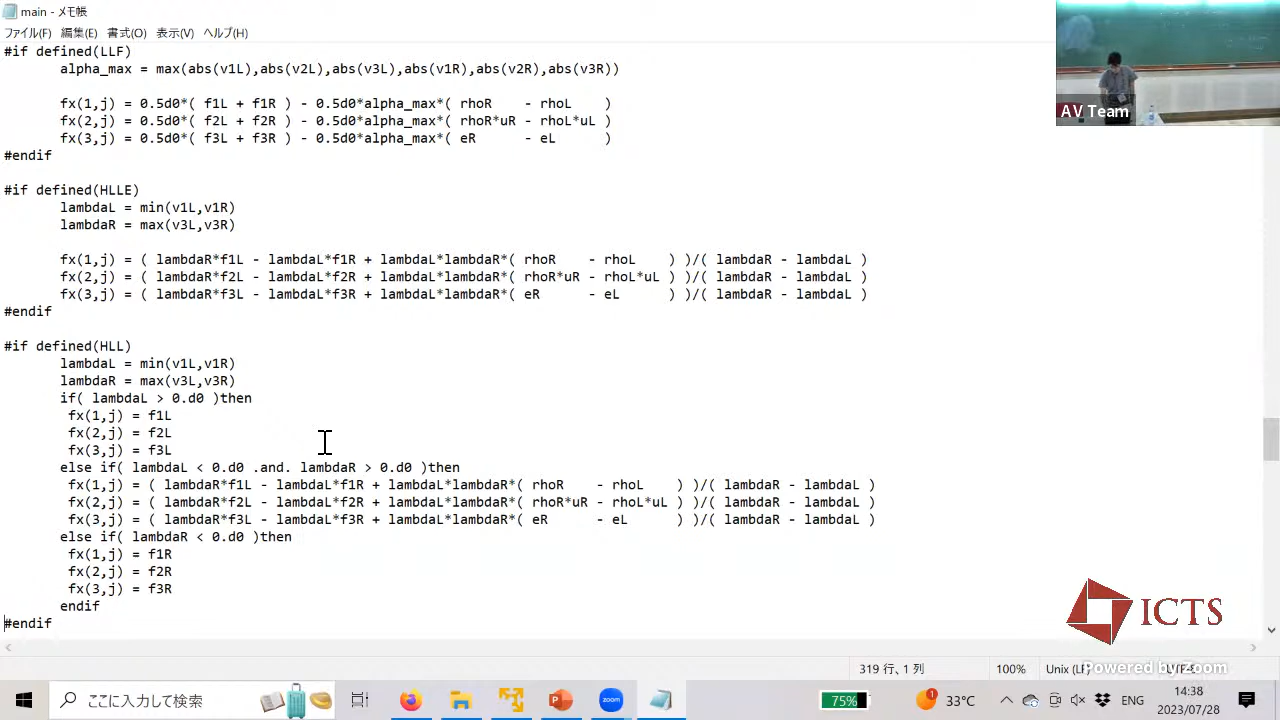 main - メモ帳
ファイル(F) 編集(E) 書式(O) 表示(V) ヘルプ(H)
#if defined(LLF)
alpha_max = max(abs(v1L),abs(v2L),abs(v3L),abs(v1R),abs(v2R),abs(v3R))
fx(1,j) = 0.5d0*( f1L + f1R ) - 0.5d0*alpha_max*( rhoR - rhoL )
fx(2,j) = 0.5d0*( f2L + f2R ) - 0.5d0*alpha_max*( rhoR*uR - rhoL*uL )
fx(3,j) = 0.5d0*( f3L + f3R ) - 0.5d0*alpha_max*( eR - eL )
#endif
#if defined(HLLE)
lambdaL = min(v1L,v1R)
lambdaR = max(v3L,v3R)
fx(1,j) = ( lambdaR*f1L - lambdaL*f1R + lambdaL*lambdaR*( rhoR - rhoL ) )/( lambdaR - lambdaL )
fx(2,j) = ( lambdaR*f2L - lambdaL*f2R + lambdaL*lambdaR*( rhoR*uR - rhoL*uL ) )/( lambdaR - lambdaL )
fx(3,j) = ( lambdaR*f3L - lambdaL*f3R + lambdaL*lambdaR*( eR - eL ) )/( lambdaR - lambdaL )
#endif
#if defined(HLL)
lambdaL = min(v1L,v1R)
lambdaR = max(v3L,v3R)
if( lambdaL > 0.d0 )then
fx(1,j) = f1L
fx(2,j) = f2L
fx(3,j) = f3L
else if( lambdaL < 0.d0 .and. lambdaR > 0.d0 )then
fx(1,j) = ( lambdaR*f1L - lambdaL*f1R + lambdaL*lambdaR*( rhoR - rhoL ) )/( lambdaR - lambdaL )
fx(2,j) = ( lambdaR*f2L - lambdaL*f2R + lambdaL*lambdaR*( rhoR*uR - rhoL*uL ) )/( lambdaR - lambdaL )
fx(3,j) = ( lambdaR*f3L - lambdaL*f3R + lambdaL*lambdaR*( eR - eL ) )/( lambdaR - lambdaL )
else if( lambdaR < 0.d0 )then
fx(1,j) = f1R
fx(2,j) = f2R
fx(3,j) = f3R
endif
#endif
AV Team
ICTS
Powered by Zoom
319 行, 1 列 100% Unix (LF)
ここに入力して検索
zoom
75%
1 33°C
ENG
14:38
2023/07/28